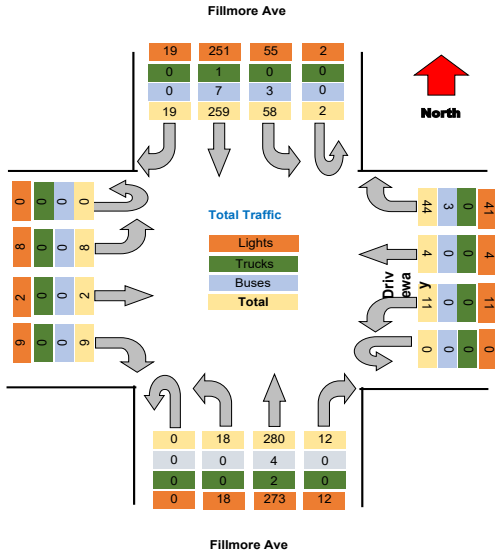 Fillmore Ave
19 251 55 2
0 1 0 0
0 7 3 0
19 259 58 2
North
0 0 0 0
8 0 0 8
2 0 0 2
9 0 0 9
Total Traffic
Lights
Trucks
Buses
Total
44 3 0 41
4 0 0 4
11 0 0 11
0 0 0 0
Driv
ewa
y
0 18 280 12
0 0 4 0
0 0 2 0
0 18 273 12
Fillmore Ave